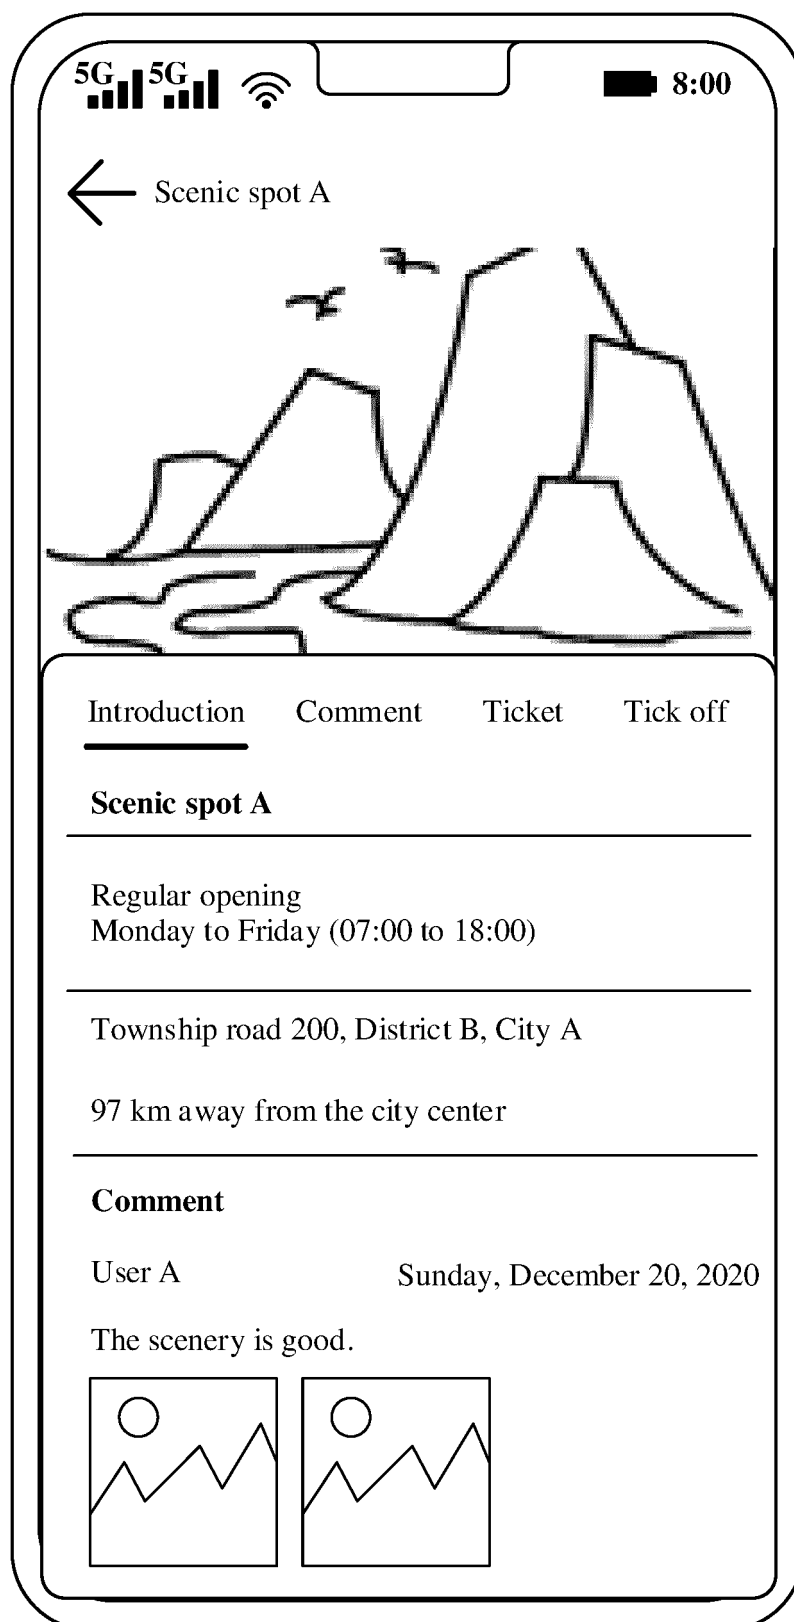 5G 5G 8:00
Scenic spot A
Introduction Comment Ticket Tick off
Scenic spot A
Regular opening
Monday to Friday (07:00 to 18:00)
Township road 200, District B, City A
97 km away from the city center
Comment
User A Sunday, December 20, 2020
The scenery is good.